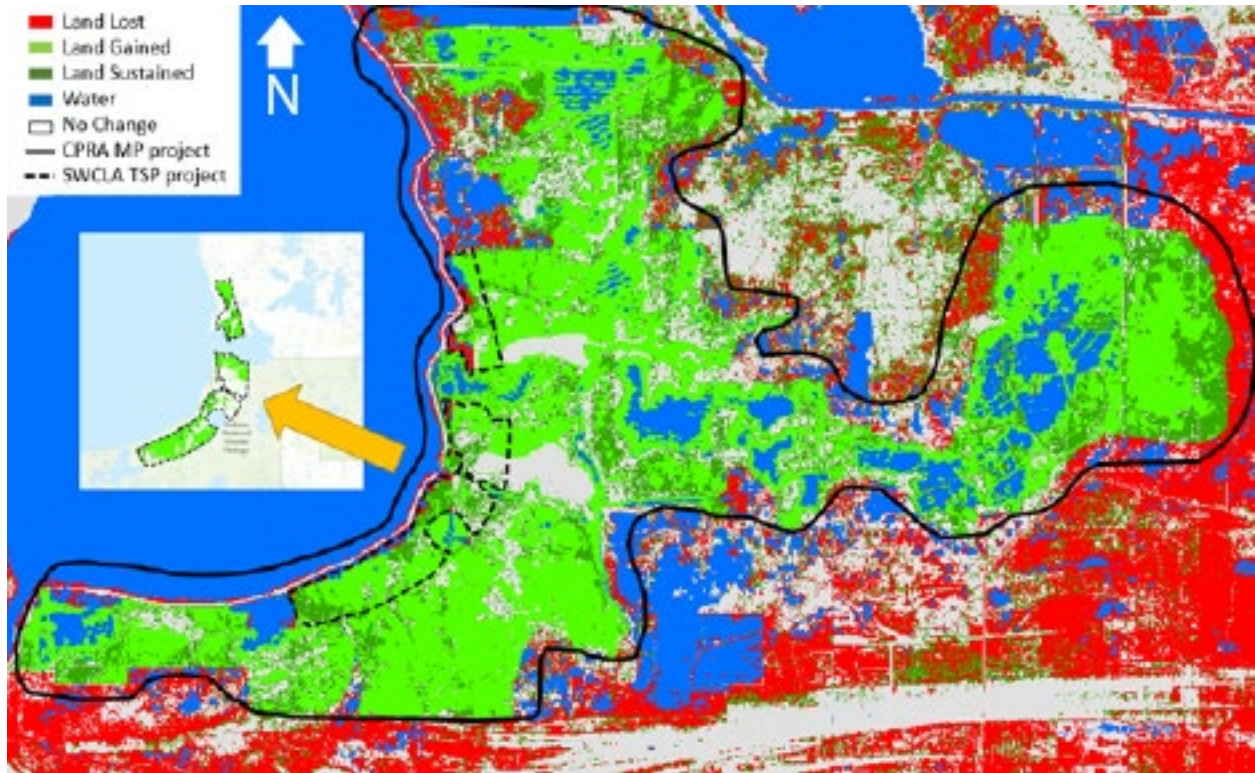 Land Lost
Land Gained
Land Sustained
Water
No Change
CPRA MP project
SWCLA TSP project
N